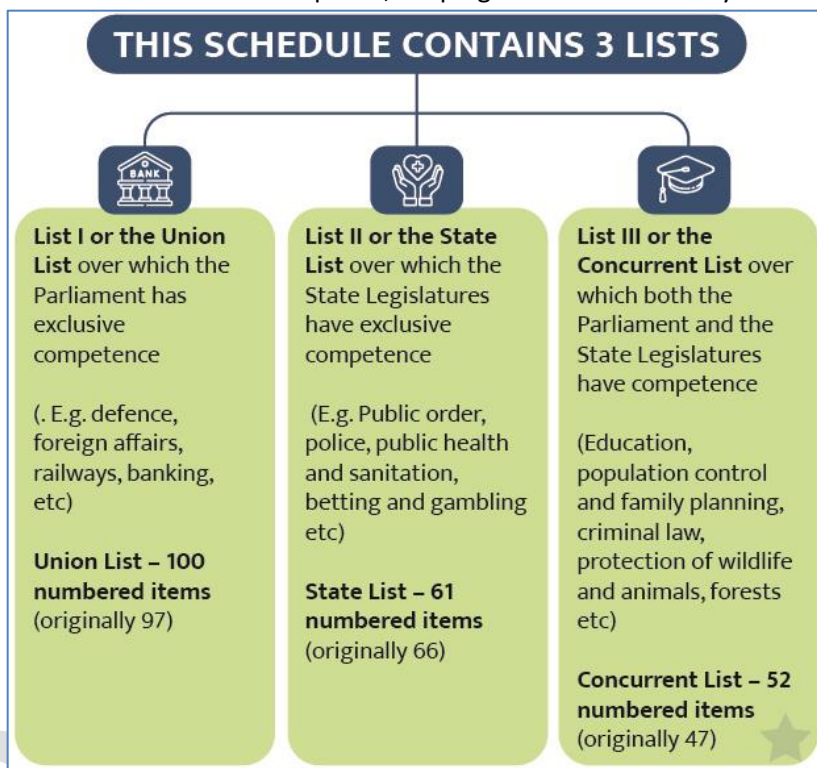 THIS SCHEDULE CONTAINS 3 LISTS
BANK
List I or the Union
List over which the
Parliament has
exclusive
competence
(. E.g. defence,
foreign affairs,
railways, banking,
etc)
Union List – 100
numbered items
(originally 97)
List II or the State
List over which the
State Legislatures
have exclusive
competence
(E.g. Public order,
police, public health
and sanitation,
betting and gambling
etc)
State List – 61
numbered items
(originally 66)
List III or the
Concurrent List over
which both the
Parliament and the
State Legislatures
have competence
(Education,
population control
and family planning,
criminal law,
protection of wildlife
and animals, forests
etc)
Concurrent List – 52
numbered items
(originally 47)